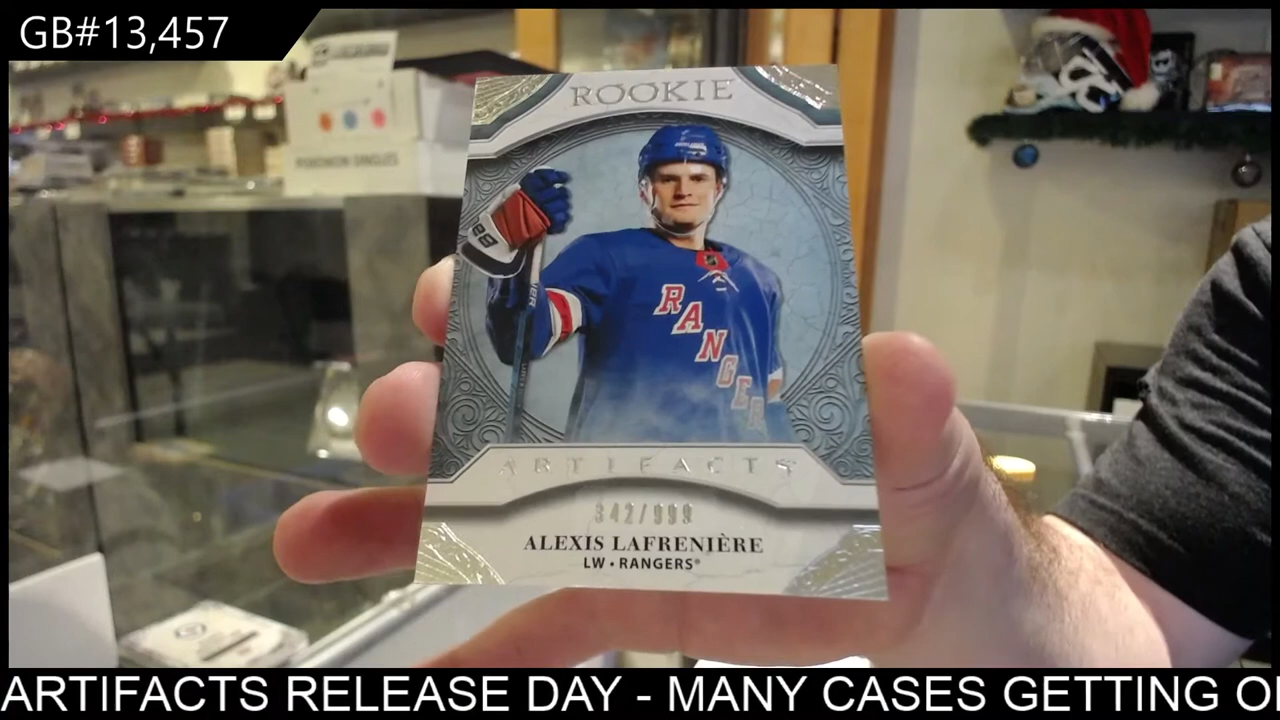 GB#13,457
POKEMON SINGLES
ROOKIE
RANGER
ARTIFACTS
342/999
ALEXIS LAFRENIÈRE
LW • RANGERS®
ARTIFACTS RELEASE DAY - MANY CASES GETTING